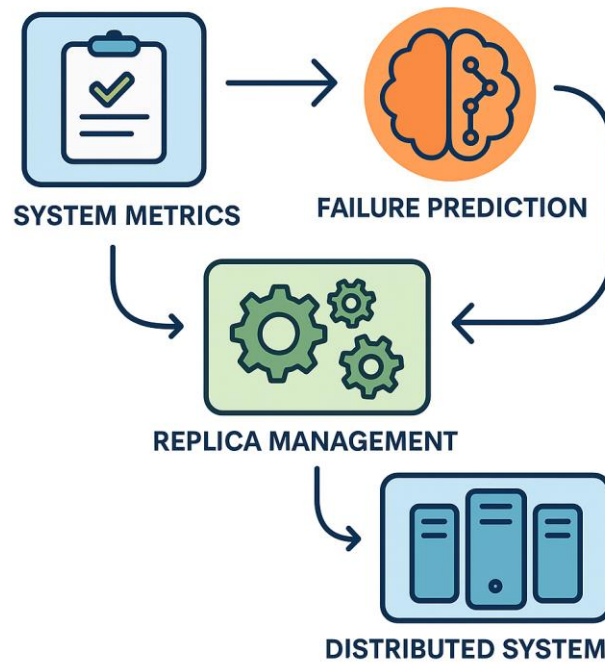 SYSTEM METRICS
FAILURE PREDICTION
REPLICA MANAGEMENT
DISTRIBUTED SYSTEM